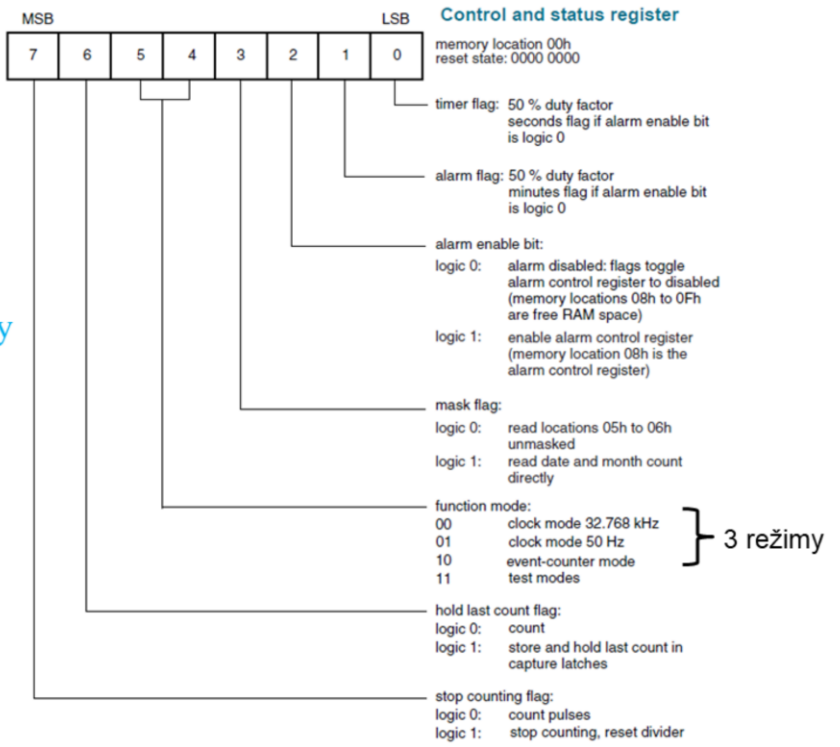 MSB
LSB
Control and status register
7 6 5 4 3 2 1 0
memory location 00h
reset state: 0000 0000
timer flag: 50 % duty factor
seconds flag if alarm enable bit
is logic 0
alarm flag: 50 % duty factor
minutes flag if alarm enable bit
is logic 0
alarm enable bit:
logic 0: alarm disabled: flags toggle
alarm control register to disabled
(memory locations 08h to 0Fh
are free RAM space)
y
logic 1: enable alarm control register
(memory location 08h is the
alarm control register)
mask flag:
logic 0: read locations 05h to 06h
unmasked
logic 1: read date and month count
directly
function mode:
00 clock mode 32.768 kHz
01 clock mode 50 Hz
3 režimy
10 event-counter mode
11 test modes
hold last count flag:
logic 0: count
logic 1: store and hold last count in
capture latches
stop counting flag:
logic 0: count pulses
logic 1: stop counting, reset divider